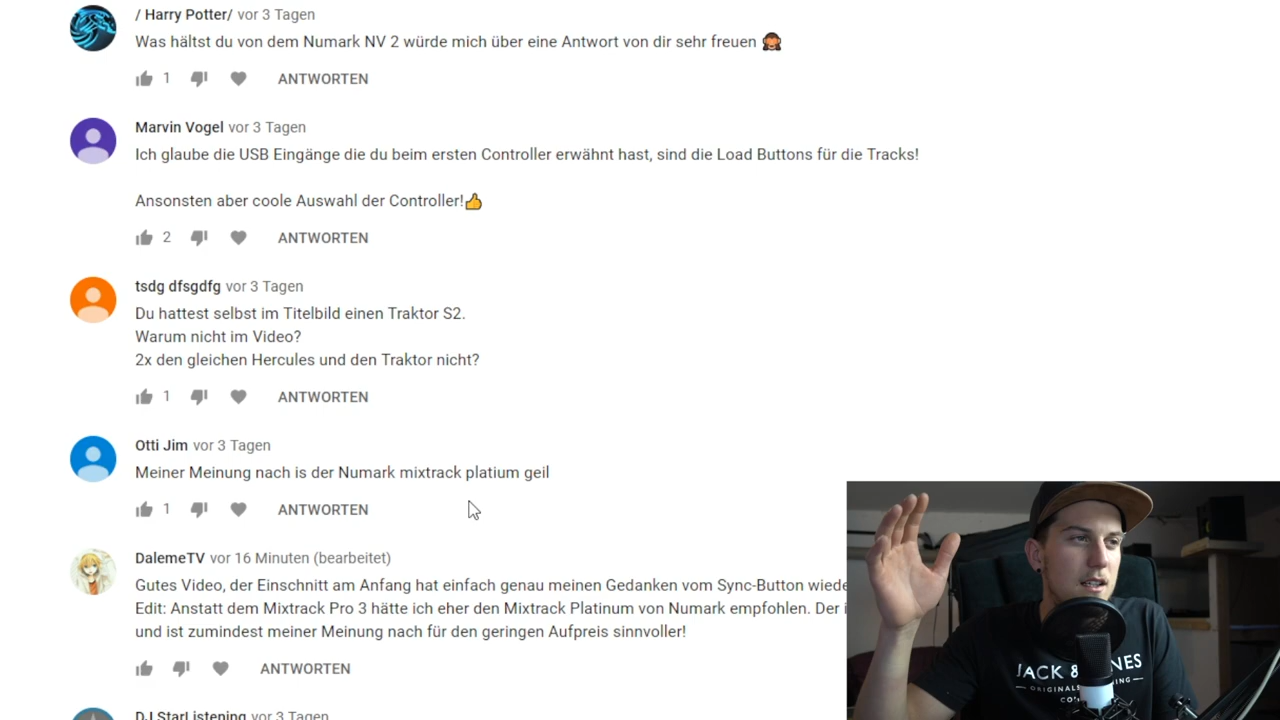 / Harry Potter/ vor 3 Tagen
Was hältst du von dem Numark NV 2 würde mich über eine Antwort von dir sehr freuen 🙈
1 ANTWORTEN
Marvin Vogel vor 3 Tagen
Ich glaube die USB Eingänge die du beim ersten Controller erwähnt hast, sind die Load Buttons für die Tracks!
Ansonsten aber coole Auswahl der Controller!👍
2 ANTWORTEN
tsdg dfsgdfg vor 3 Tagen
Du hattest selbst im Titelbild einen Traktor S2.
Warum nicht im Video?
2x den gleichen Hercules und den Traktor nicht?
1 ANTWORTEN
Otti Jim vor 3 Tagen
Meiner Meinung nach is der Numark mixtrack platium geil
1 ANTWORTEN
DalemeTV vor 16 Minuten (bearbeitet)
Gutes Video, der Einschnitt am Anfang hat einfach genau meinen Gedanken vom Sync-Button wiede
Edit: Anstatt dem Mixtrack Pro 3 hätte ich eher den Mixtrack Platinum von Numark empfohlen. Der
und ist zumindest meiner Meinung nach für den geringen Aufpreis sinnvoller!
ANTWORTEN
DJ StarListening vor 3 Tagen
JACK & NES
ORIGINALS